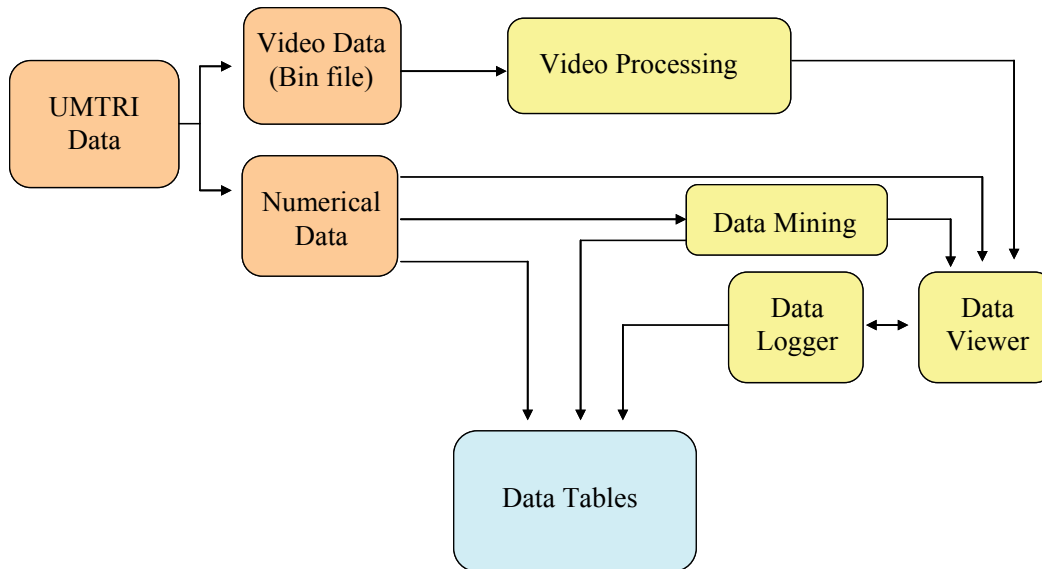 UMTRI
Data
Video Data
(Bin file)
Video Processing
Numerical
Data
Data Mining
Data
Logger
Data
Viewer
Data Tables